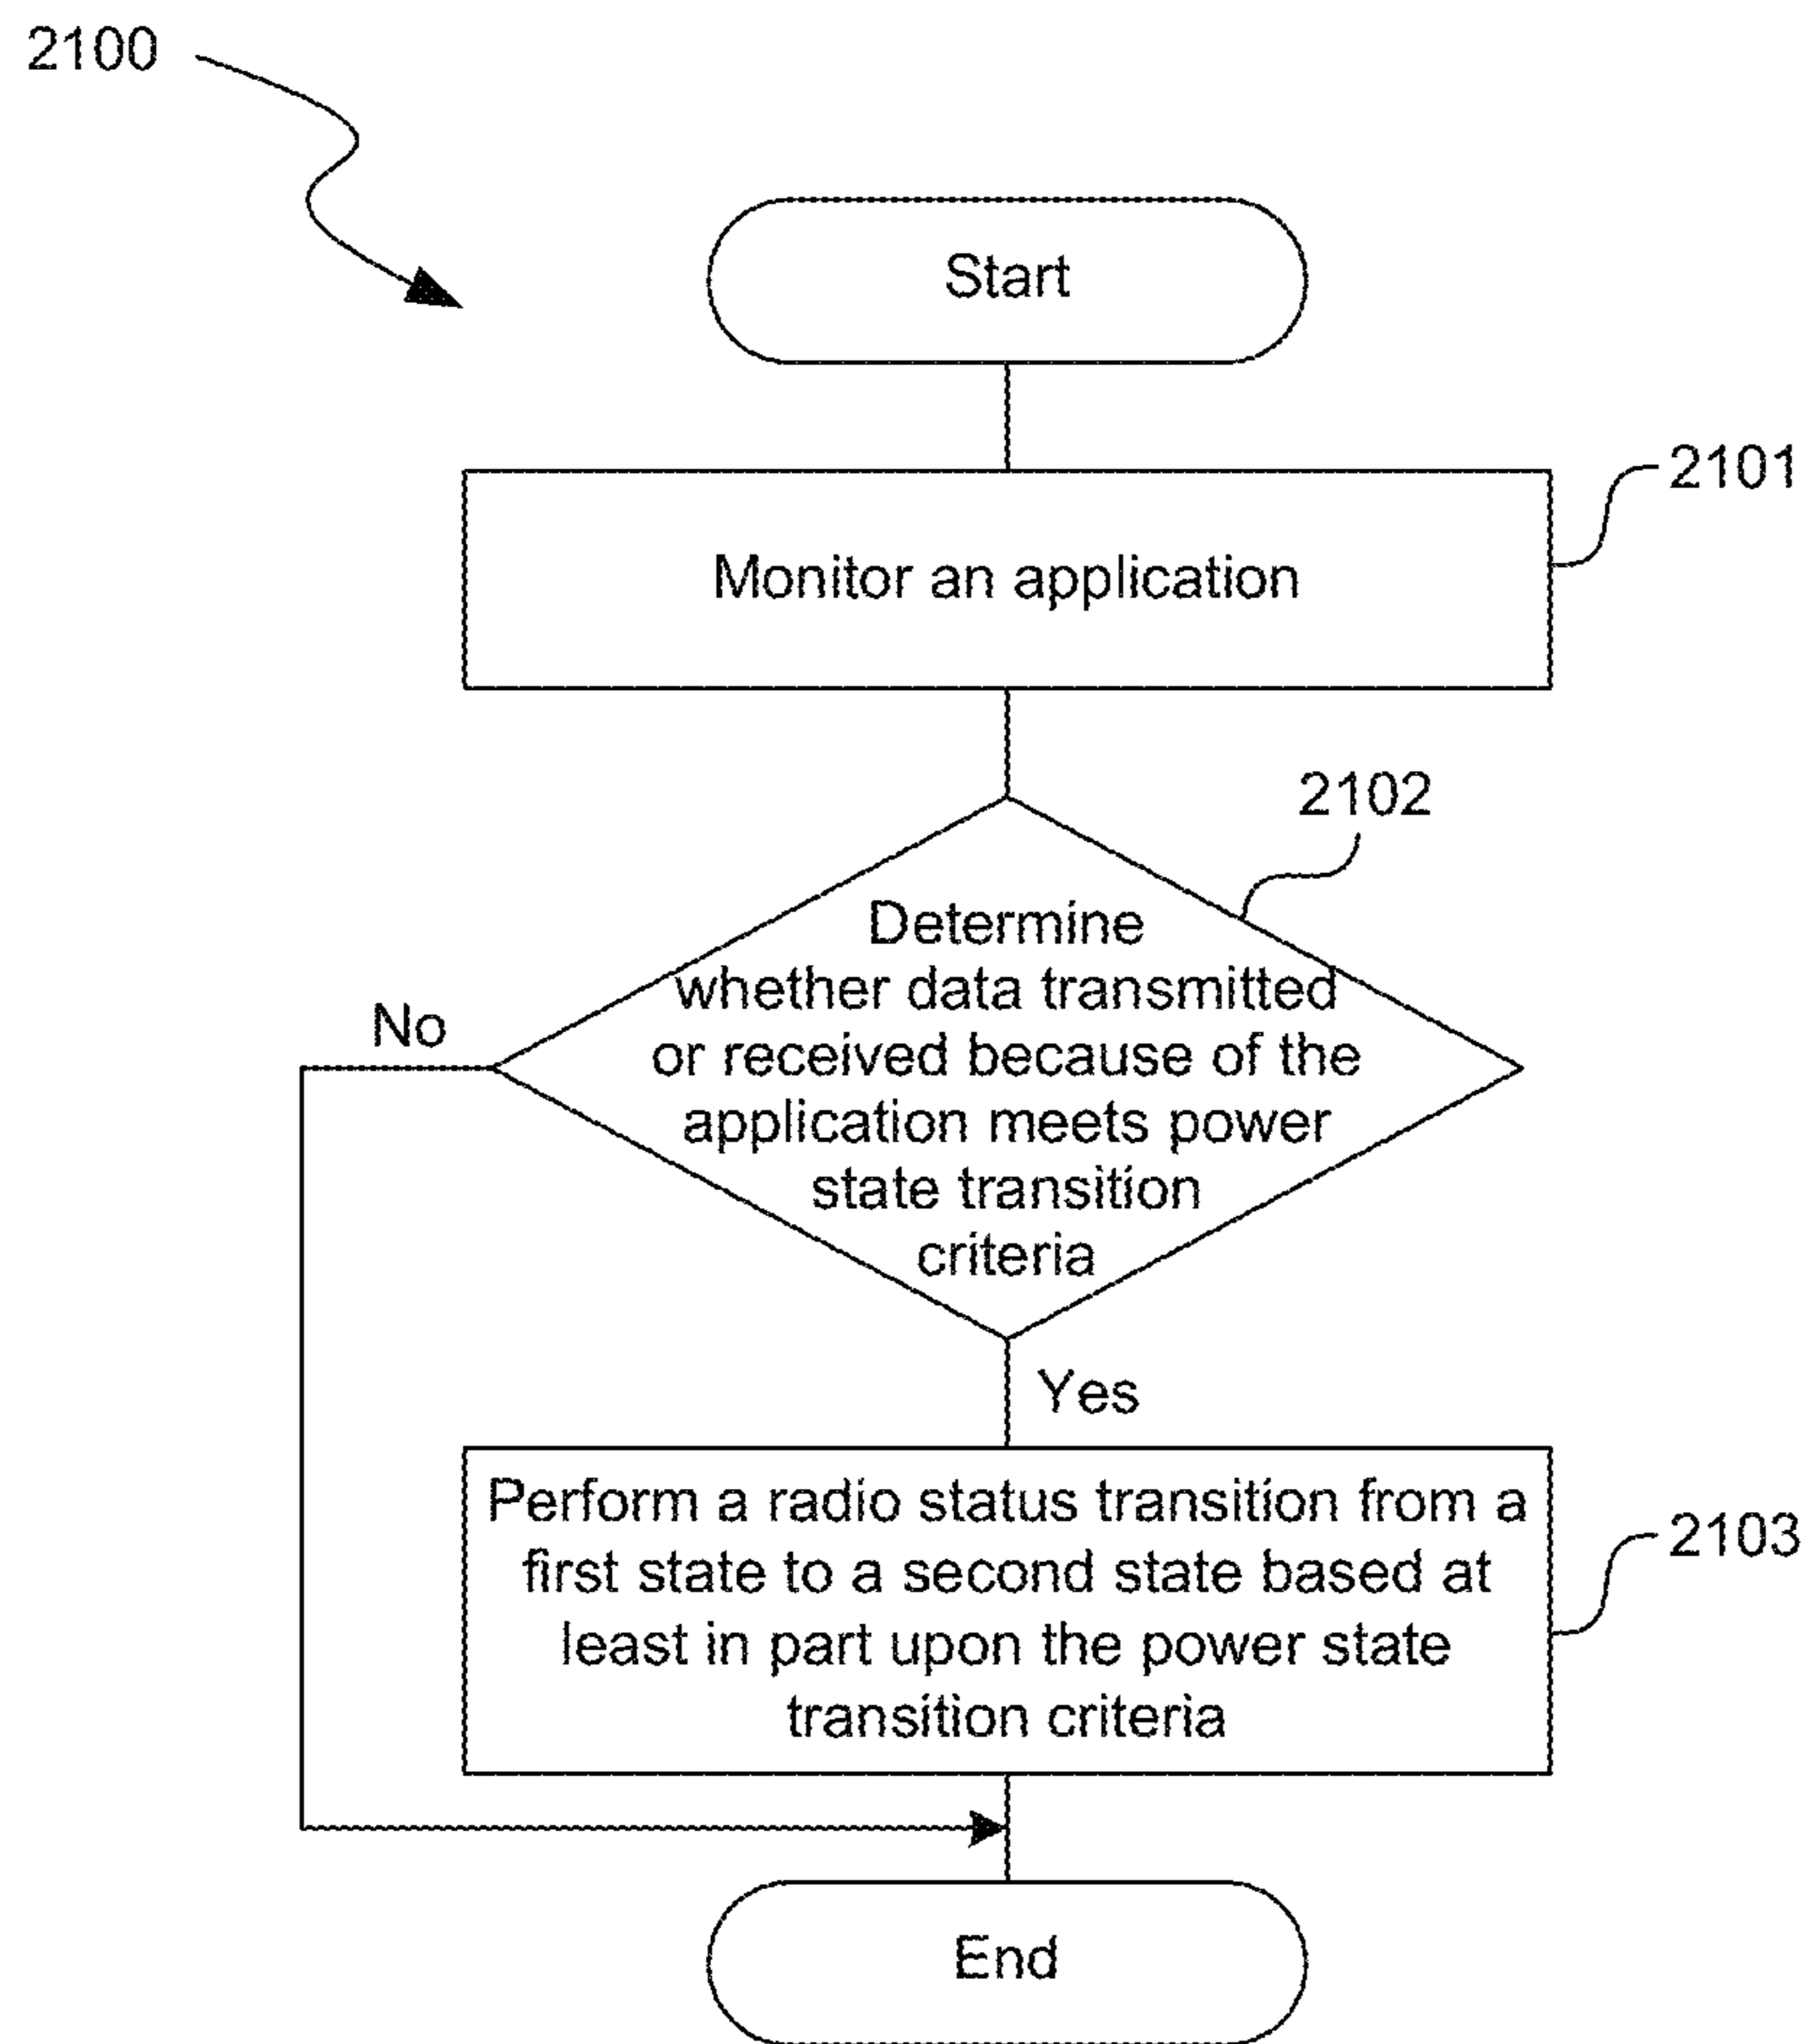 2100
Start
2101
Monitor an application
2102
Determine
whether data transmitted
or received because of the
application meets power
state transition
criteria
No
Yes
Perform a radio status transition from a
first state to a second state based at
least in part upon the power state
transition criteria
2103
End